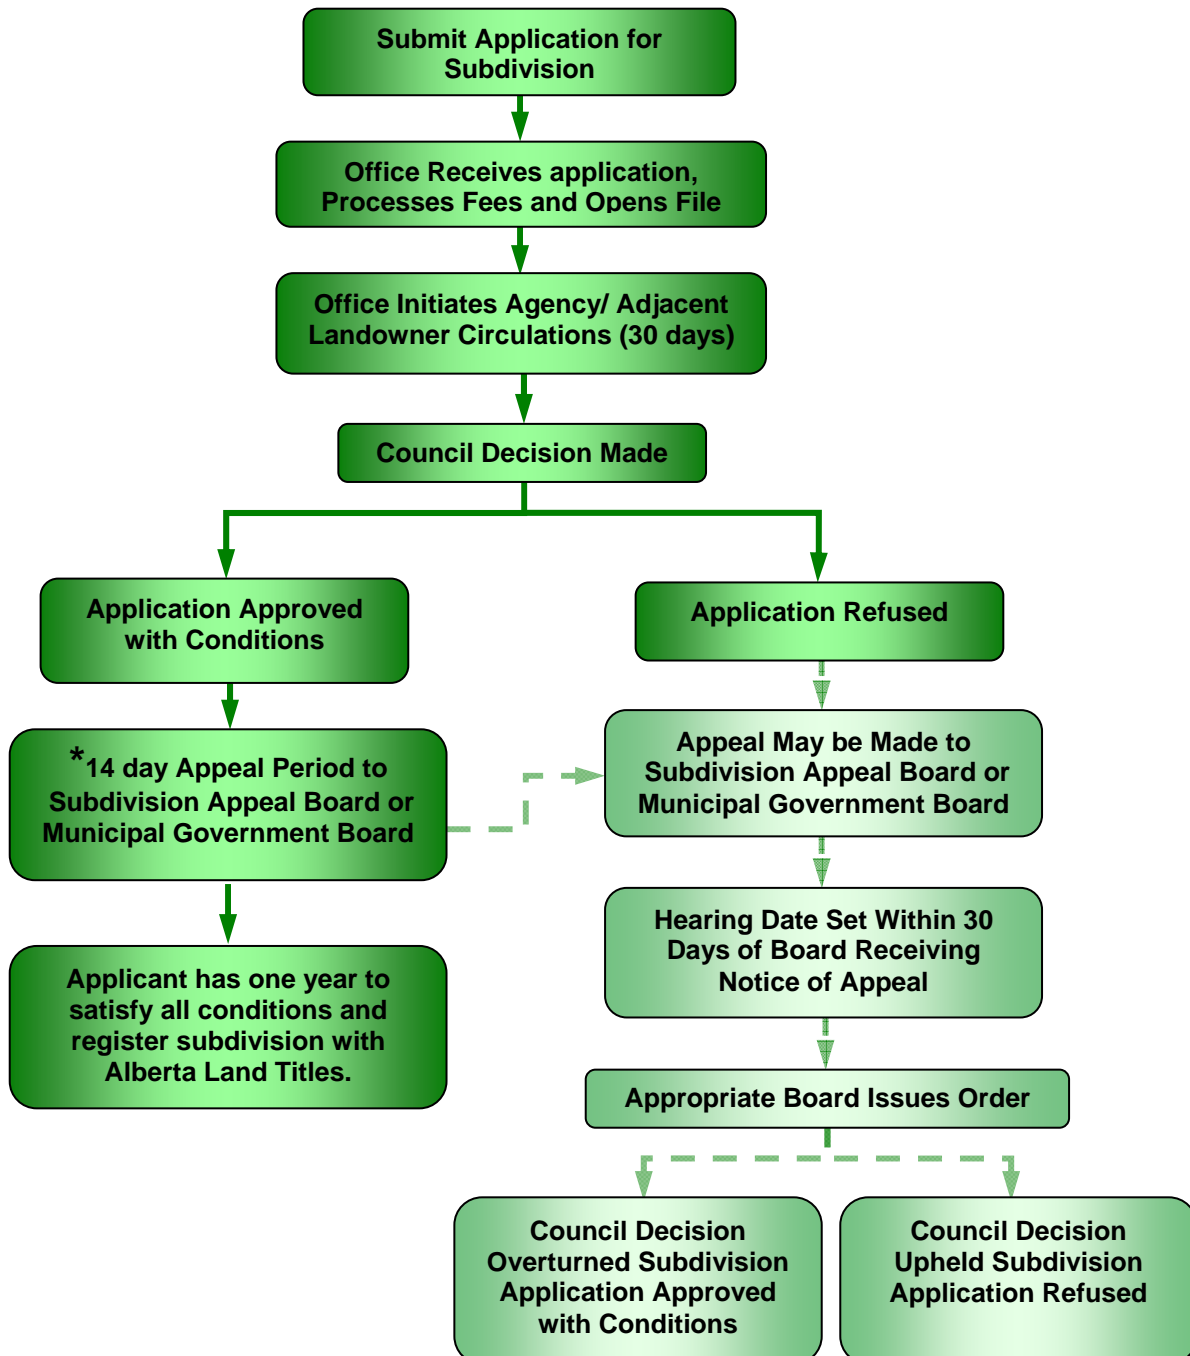 Submit Application for
Subdivision
Office Receives application,
Processes Fees and Opens File
Office Initiates Agency/ Adjacent
Landowner Circulations (30 days)
Council Decision Made
Application Approved
with Conditions
Application Refused
*14 day Appeal Period to
Subdivision Appeal Board or
Municipal Government Board
Appeal May be Made to
Subdivision Appeal Board or
Municipal Government Board
Applicant has one year to
satisfy all conditions and
register subdivision with
Alberta Land Titles.
Hearing Date Set Within 30
Days of Board Receiving
Notice of Appeal
Appropriate Board Issues Order
Council Decision
Overturned Subdivision
Application Approved
with Conditions
Council Decision
Upheld Subdivision
Application Refused